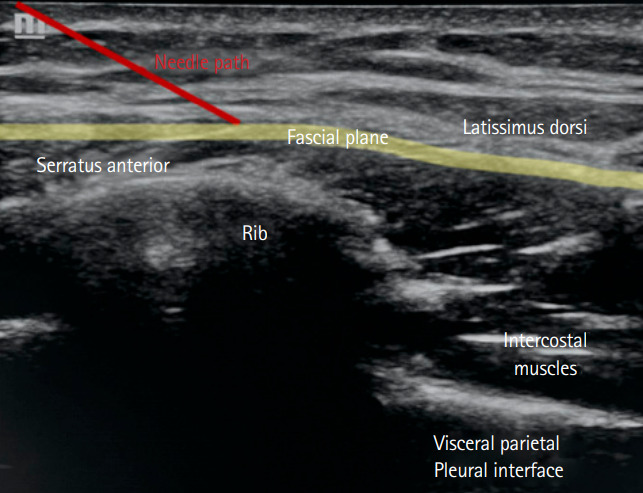 m
Needle path
Latissimus dorsi
Fascial plane
Serratus anterior
Rib
Intercostal
muscles
Visceral parietal
Pleural interface